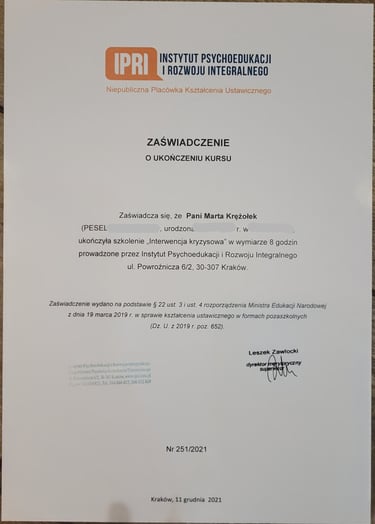 IPRI
INSTYTUT PSYCHOEDUKACJI
I ROZWOJU INTEGRALNEGO
Niepubliczna Placówka Kształcenia Ustawicznego
ZAŚWIADCZENIE
O UKOŃCZENIU KURSU
Zaświadcza się, że Pani Marta Krężołek
(PESEL , urodzona r. w
ukończyła szkolenie „Interwencja kryzysowa" w wymiarze 8 godzin
prowadzone przez Instytut Psychoedukacji i Rozwoju Integralnego
ul. Powroźnicza 6/2, 30-307 Kraków.
Zaświadczenie wydano na podstawie § 22 ust. 3 i ust. 4 rozporządzenia Ministra Edukacji Narodowej
z dnia 19 marca 2019 r. w sprawie kształcenia ustawicznego w formach pozaszkolnych
(Dz. U. z 2019 r. poz. 652).
Leszek Zawłocki
dyrektor merytoryczny
superwizor
Nr 251/2021
Kraków, 11 grudnia 2021